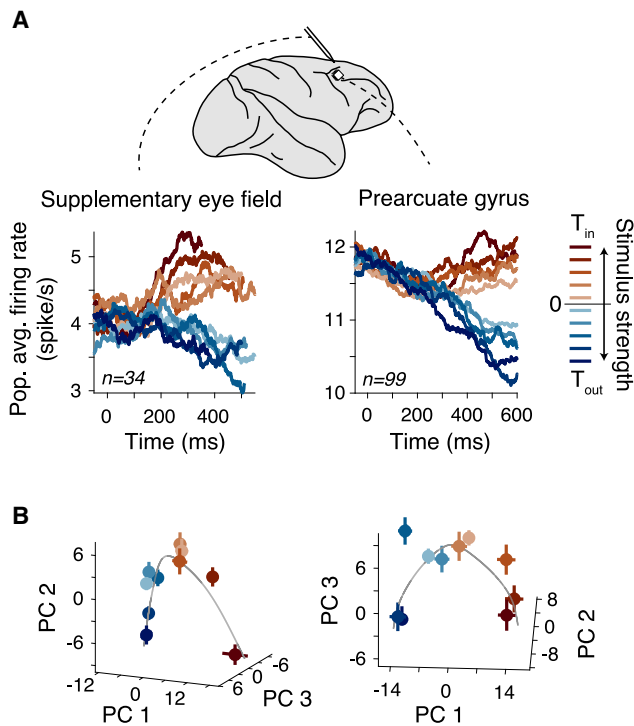 A
Supplementary eye field
Prearcuate gyrus
Pop. avg. firing rate
(spike/s)
5
4
3
n=34
0 200 400
Time (ms)
12
11
10
n=99
0 200 400 600
Time (ms)
T in
0
T out
Stimulus strength
B
PC 2
6
0
-6
-12 0 12
PC 1
6 0 -6
PC 3
PC 3
6
0
-6
-14 0 14
PC 1
8
0
-8
PC 2